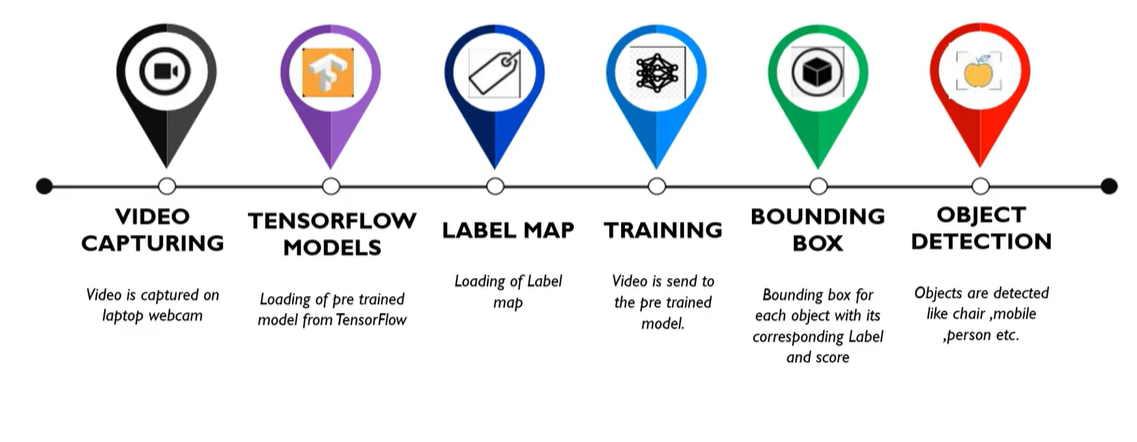 VIDEO
CAPTURING
Video is captured on
laptop webcam
TENSORFLOW
MODELS
Loading of pre trained
model from TensorFlow
LABEL MAP
Loading of Label
map
TRAINING
Video is send to
the pre trained
model.
BOUNDING
BOX
Bounding box for
each object with its
corresponding Label
and score
OBJECT
DETECTION
Objects are detected
like chair ,mobile
,person etc.